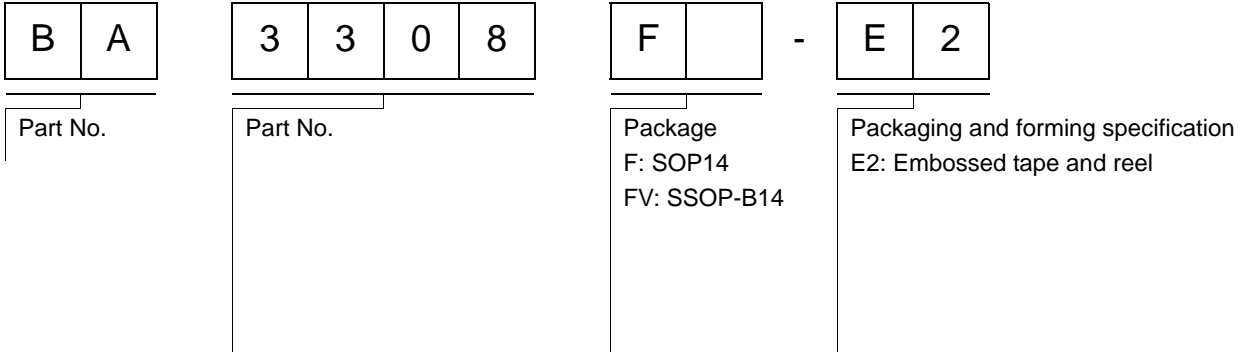 B A 3 3 0 8 F - E 2
Part No. Part No. Package Packaging and forming specification
F: SOP14 E2: Embossed tape and reel
FV: SSOP-B14